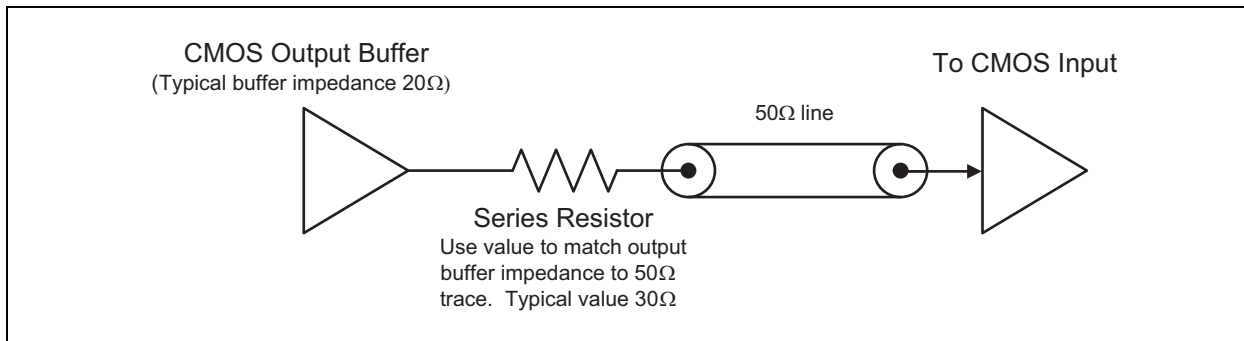 CMOS Output Buffer
(Typical buffer impedance 20Ω)
To CMOS Input
50Ω line
Series Resistor
Use value to match output
buffer impedance to 50Ω
trace. Typical value 30Ω